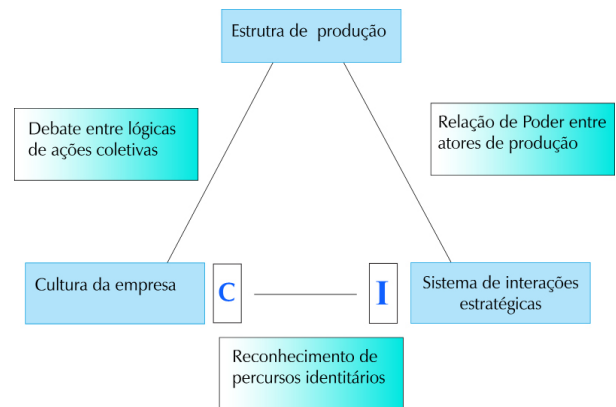 Estrutra de produção
Debate entre lógicas
de ações coletivas
Relação de Poder entre
atores de produção
Cultura da empresa
C
I
Sistema de interações
estratégicas
Reconhecimento de
percursos identitários